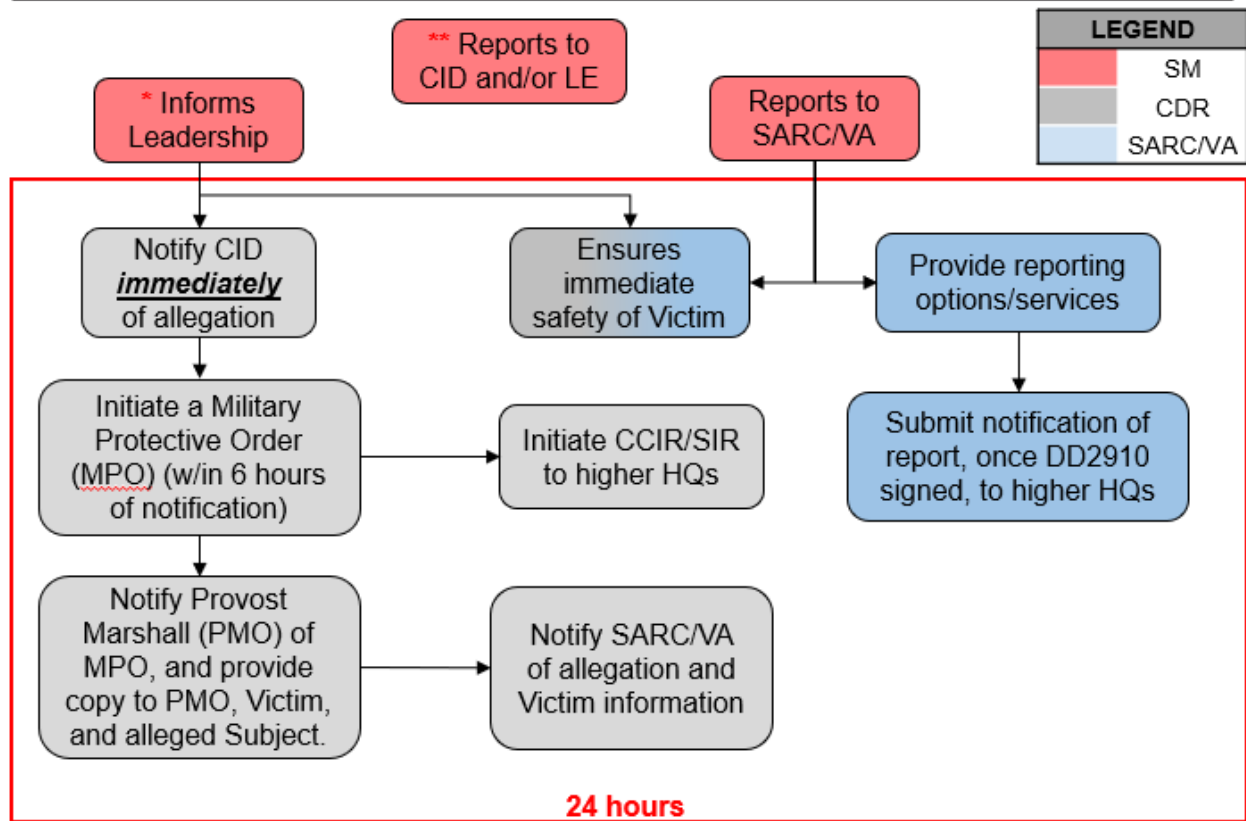 ** Reports to
CID and/or LE
LEGEND
SM
CDR
SARC/VA
* Informs
Leadership
Reports to
SARC/VA
Notify CID
immediately
of allegation
Ensures
immediate
safety of Victim
Provide reporting
options/services
Initiate a Military
Protective Order
(MPO) (w/in 6 hours
of notification)
Initiate CCIR/SIR
to higher HQs
Submit notification of
report, once DD2910
signed, to higher HQs
Notify Provost
Marshall (PMO) of
MPO, and provide
copy to PMO, Victim,
and alleged Subject.
Notify SARC/VA
of allegation and
Victim information
24 hours